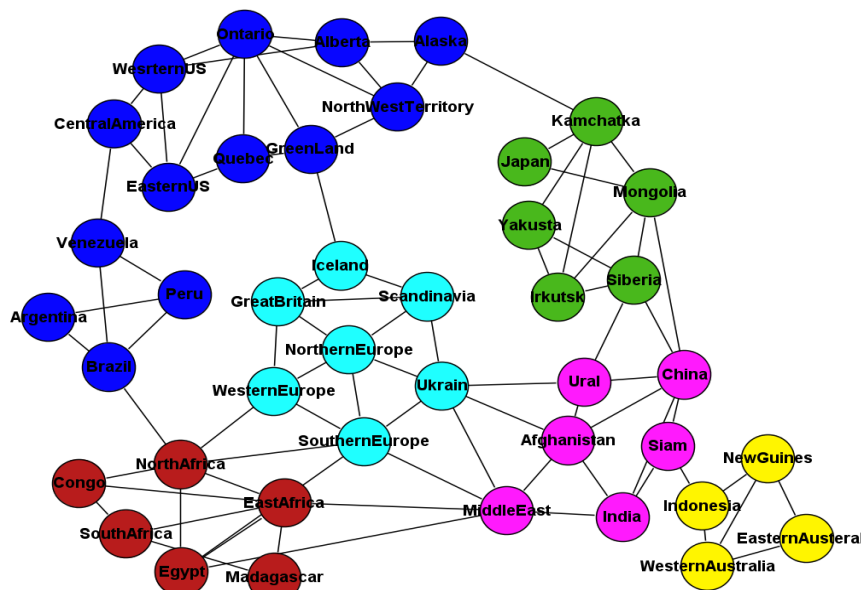 Ontario
Alberta
Alaska
WesrternUS
NorthWestTerritory
CentralAmerica
Kamchatka
Quebec
GreenLand
Japan
EasternUS
Mongolia
Yakusta
Venezuela
Iceland
Siberia
Peru
GreatBritain
Scandinavia
Irkutsk
Argentina
NorthernEurope
Brazil
WesternEurope
Ukrain
Ural
China
SouthernEurope
Afghanistan
Siam
NorthAfrica
NewGuines
Congo
EastAfrica
MiddleEast
India
Indonesia
SouthAfrica
EasternAusteral
Egypt
Madagascar
WesternAustralia